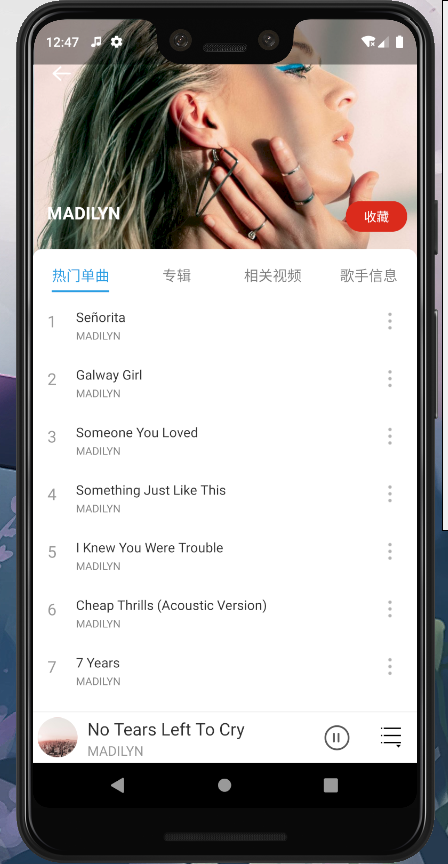 12:47
MADILYN
收藏
热门单曲 专辑 相关视频 歌手信息
1 Señorita
MADILYN
2 Galway Girl
MADILYN
3 Someone You Loved
MADILYN
4 Something Just Like This
MADILYN
5 I Knew You Were Trouble
MADILYN
6 Cheap Thrills (Acoustic Version)
MADILYN
7 7 Years
MADILYN
No Tears Left To Cry
MADILYN